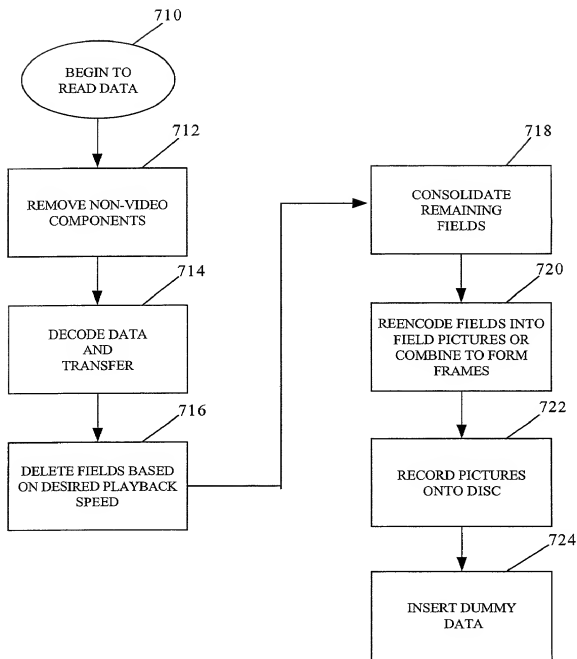 710
BEGIN TO
READ DATA
712
REMOVE NON-VIDEO
COMPONENTS
714
DECODE DATA
AND
TRANSFER
716
DELETE FIELDS BASED
ON DESIRED PLAYBACK
SPEED
718
CONSOLIDATE
REMAINING
FIELDS
720
REENCODE FIELDS INTO
FIELD PICTURES OR
COMBINE TO FORM
FRAMES
722
RECORD PICTURES
ONTO DISC
724
INSERT DUMMY
DATA